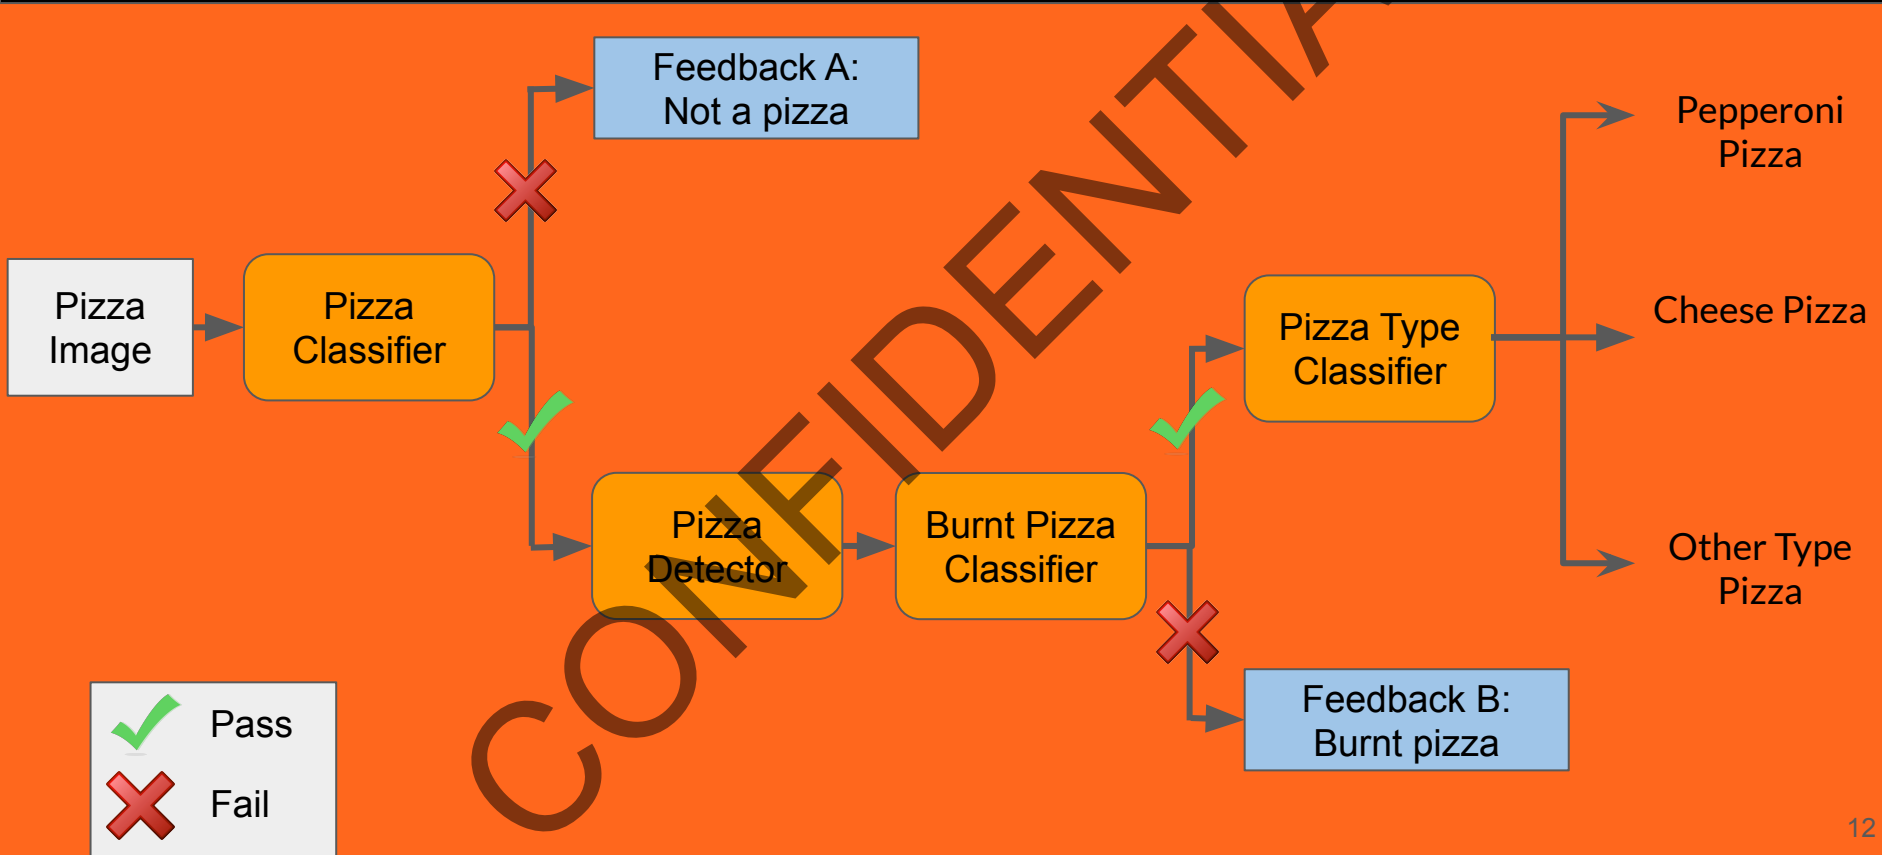 Feedback A:
Not a pizza
Pepperoni
Pizza
Pizza
Image
Pizza
Classifier
Pizza Type
Classifier
Cheese Pizza
Pizza
Detector
Burnt Pizza
Classifier
Other Type
Pizza
Feedback B:
Burnt pizza
Pass
Fail
CONFIDENTIA
12